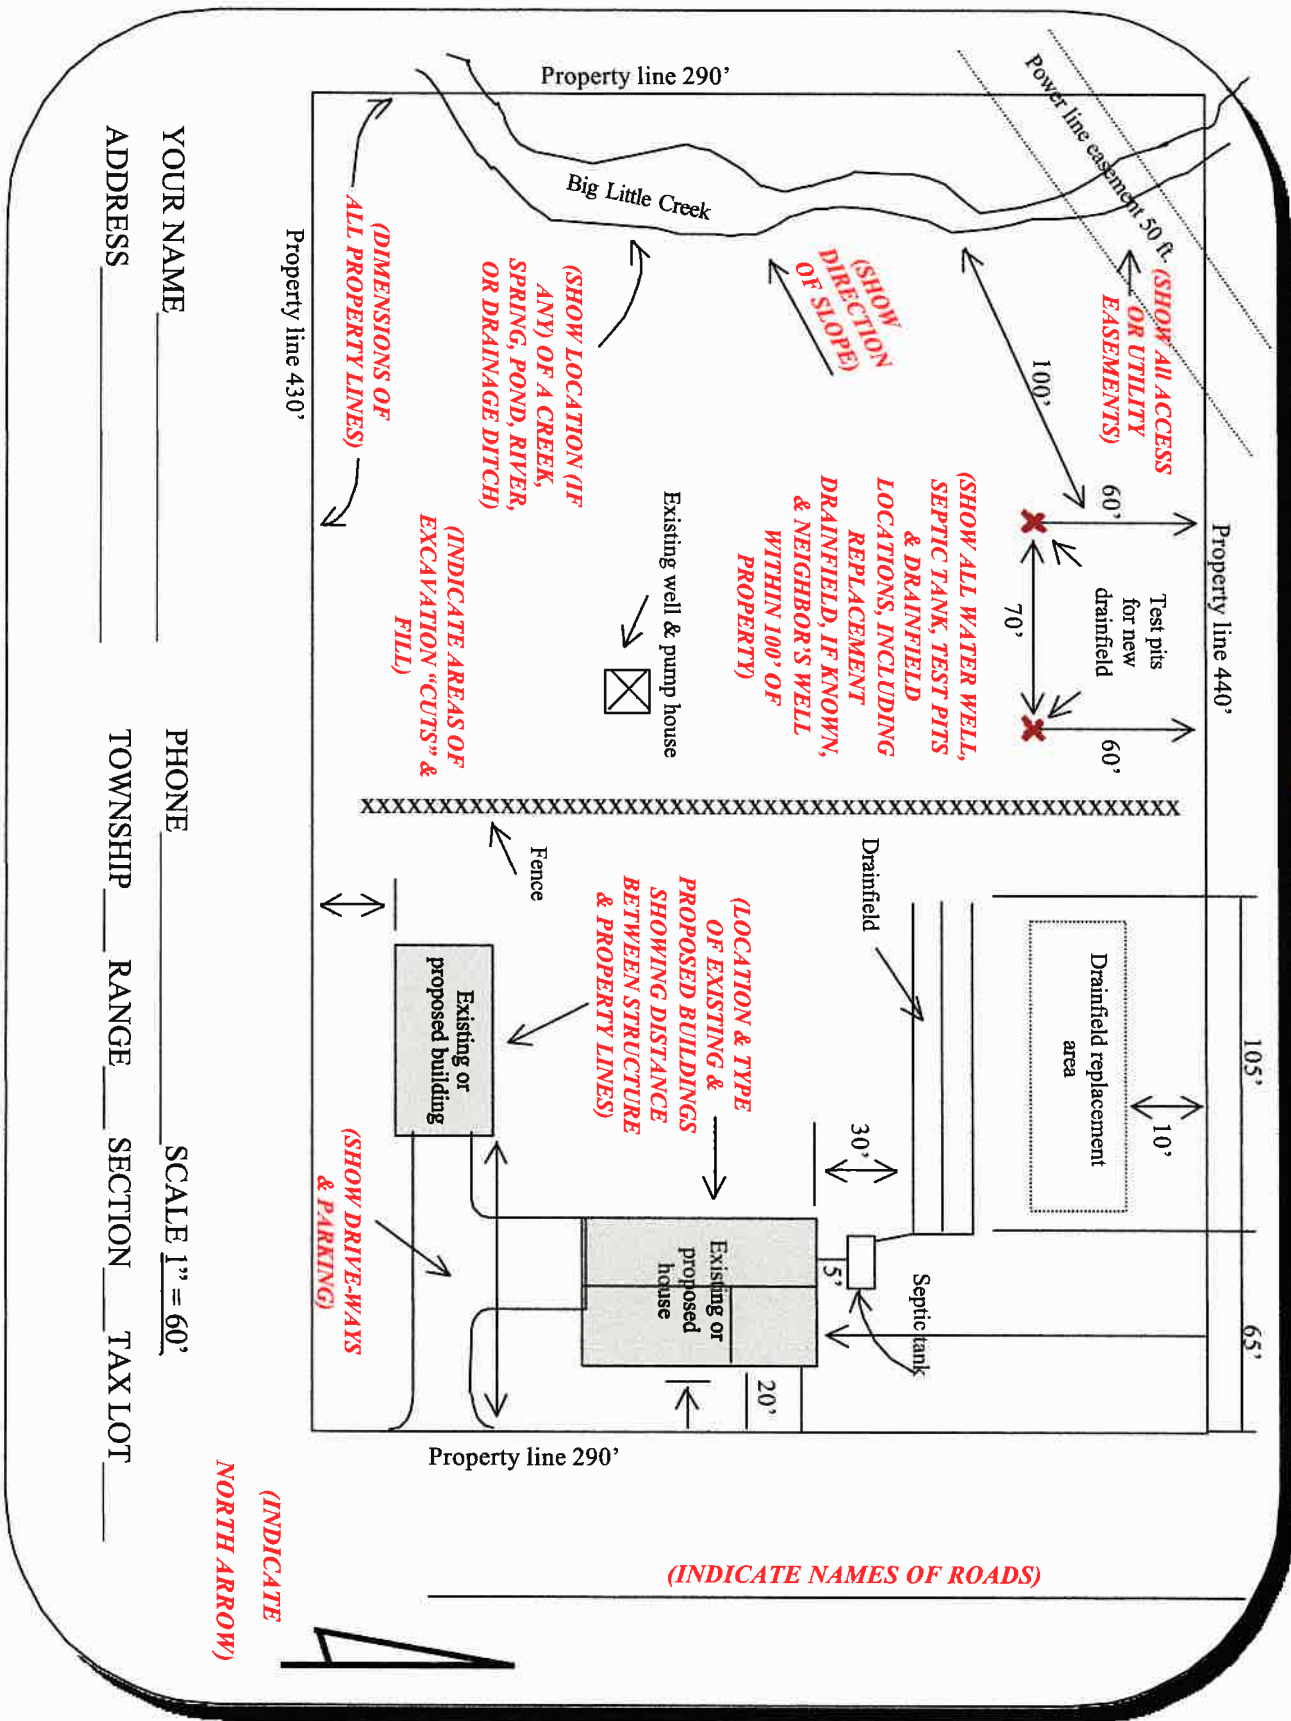 Property line 440'
105'
65'
Power line easement 50 ft.
(SHOW All ACCESS
OR UTILITY
EASEMENTS)
60'
Test pits
for new
drainfield
60'
10'
Drainfield replacement
area
100'
70'
(SHOW ALL WATER WELL,
SEPTIC TANK, TEST PITS
& DRAINFIELD
LOCATIONS, INCLUDING
REPLACEMENT
DRAINFIELD, IF KNOWN,
& NEIGHBOR'S WELL
WITHIN 100' OF
PROPERTY)
Drainfield
Septic tank
30'
5'
(SHOW
DIRECTION
OF SLOPE)
Property line 290'
Big Little Creek
(SHOW LOCATION (IF
ANY) OF A CREEK,
SPRING, POND, RIVER,
OR DRAINAGE DITCH)
Existing well & pump house
(LOCATION & TYPE
OF EXISTING &
PROPOSED BUILDINGS
SHOWING DISTANCE
BETWEEN STRUCTURE
& PROPERTY LINES)
Existing or
proposed
house
20'
Fence
XXXXXXXXXXXXXXXXXXXXXXXXXXXXXXXXXXXXXXXXXXXXXXXXXXXXXXXXXXXXXXXXXXXXXX
(INDICATE AREAS OF
EXCAVATION "CUTS" &
FILL)
Existing or
proposed building
(DIMENSIONS OF
ALL PROPERTY LINES)
(SHOW DRIVE-WAYS
& PARKING)
Property line 290'
Property line 430'
(INDICATE NAMES OF ROADS)
(INDICATE
NORTH ARROW)
YOUR NAME PHONE SCALE 1" = 60'
ADDRESS TOWNSHIP RANGE SECTION TAX LOT